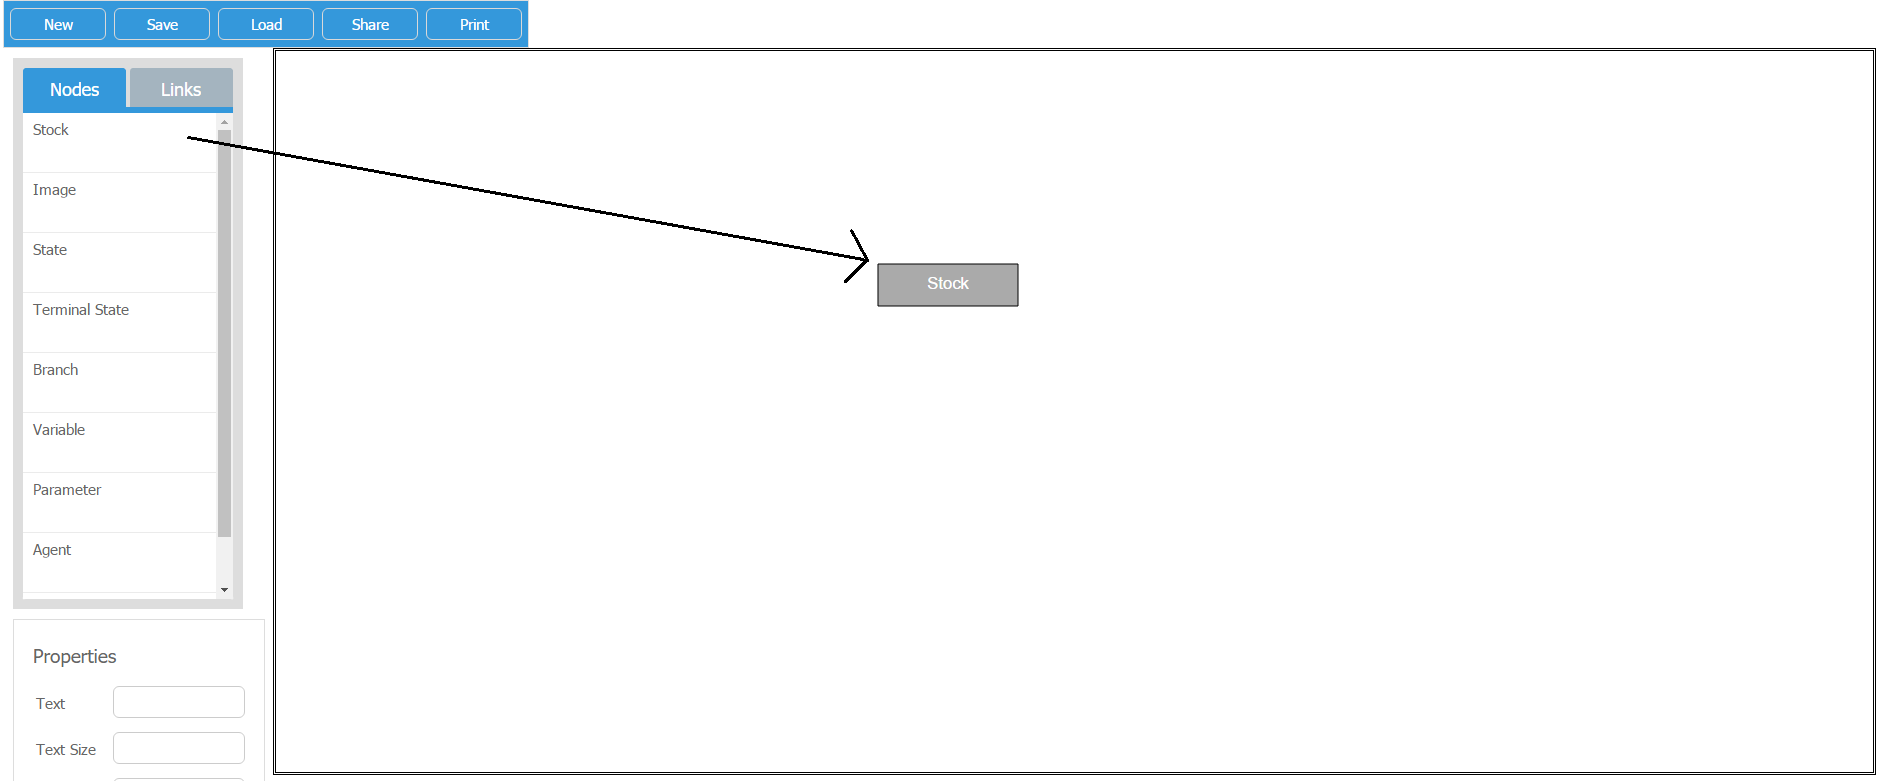 New Save Load Share Print
Nodes Links
Stock
Image
State
Terminal State
Branch
Variable
Parameter
Agent
Stock
Properties
Text
Text Size